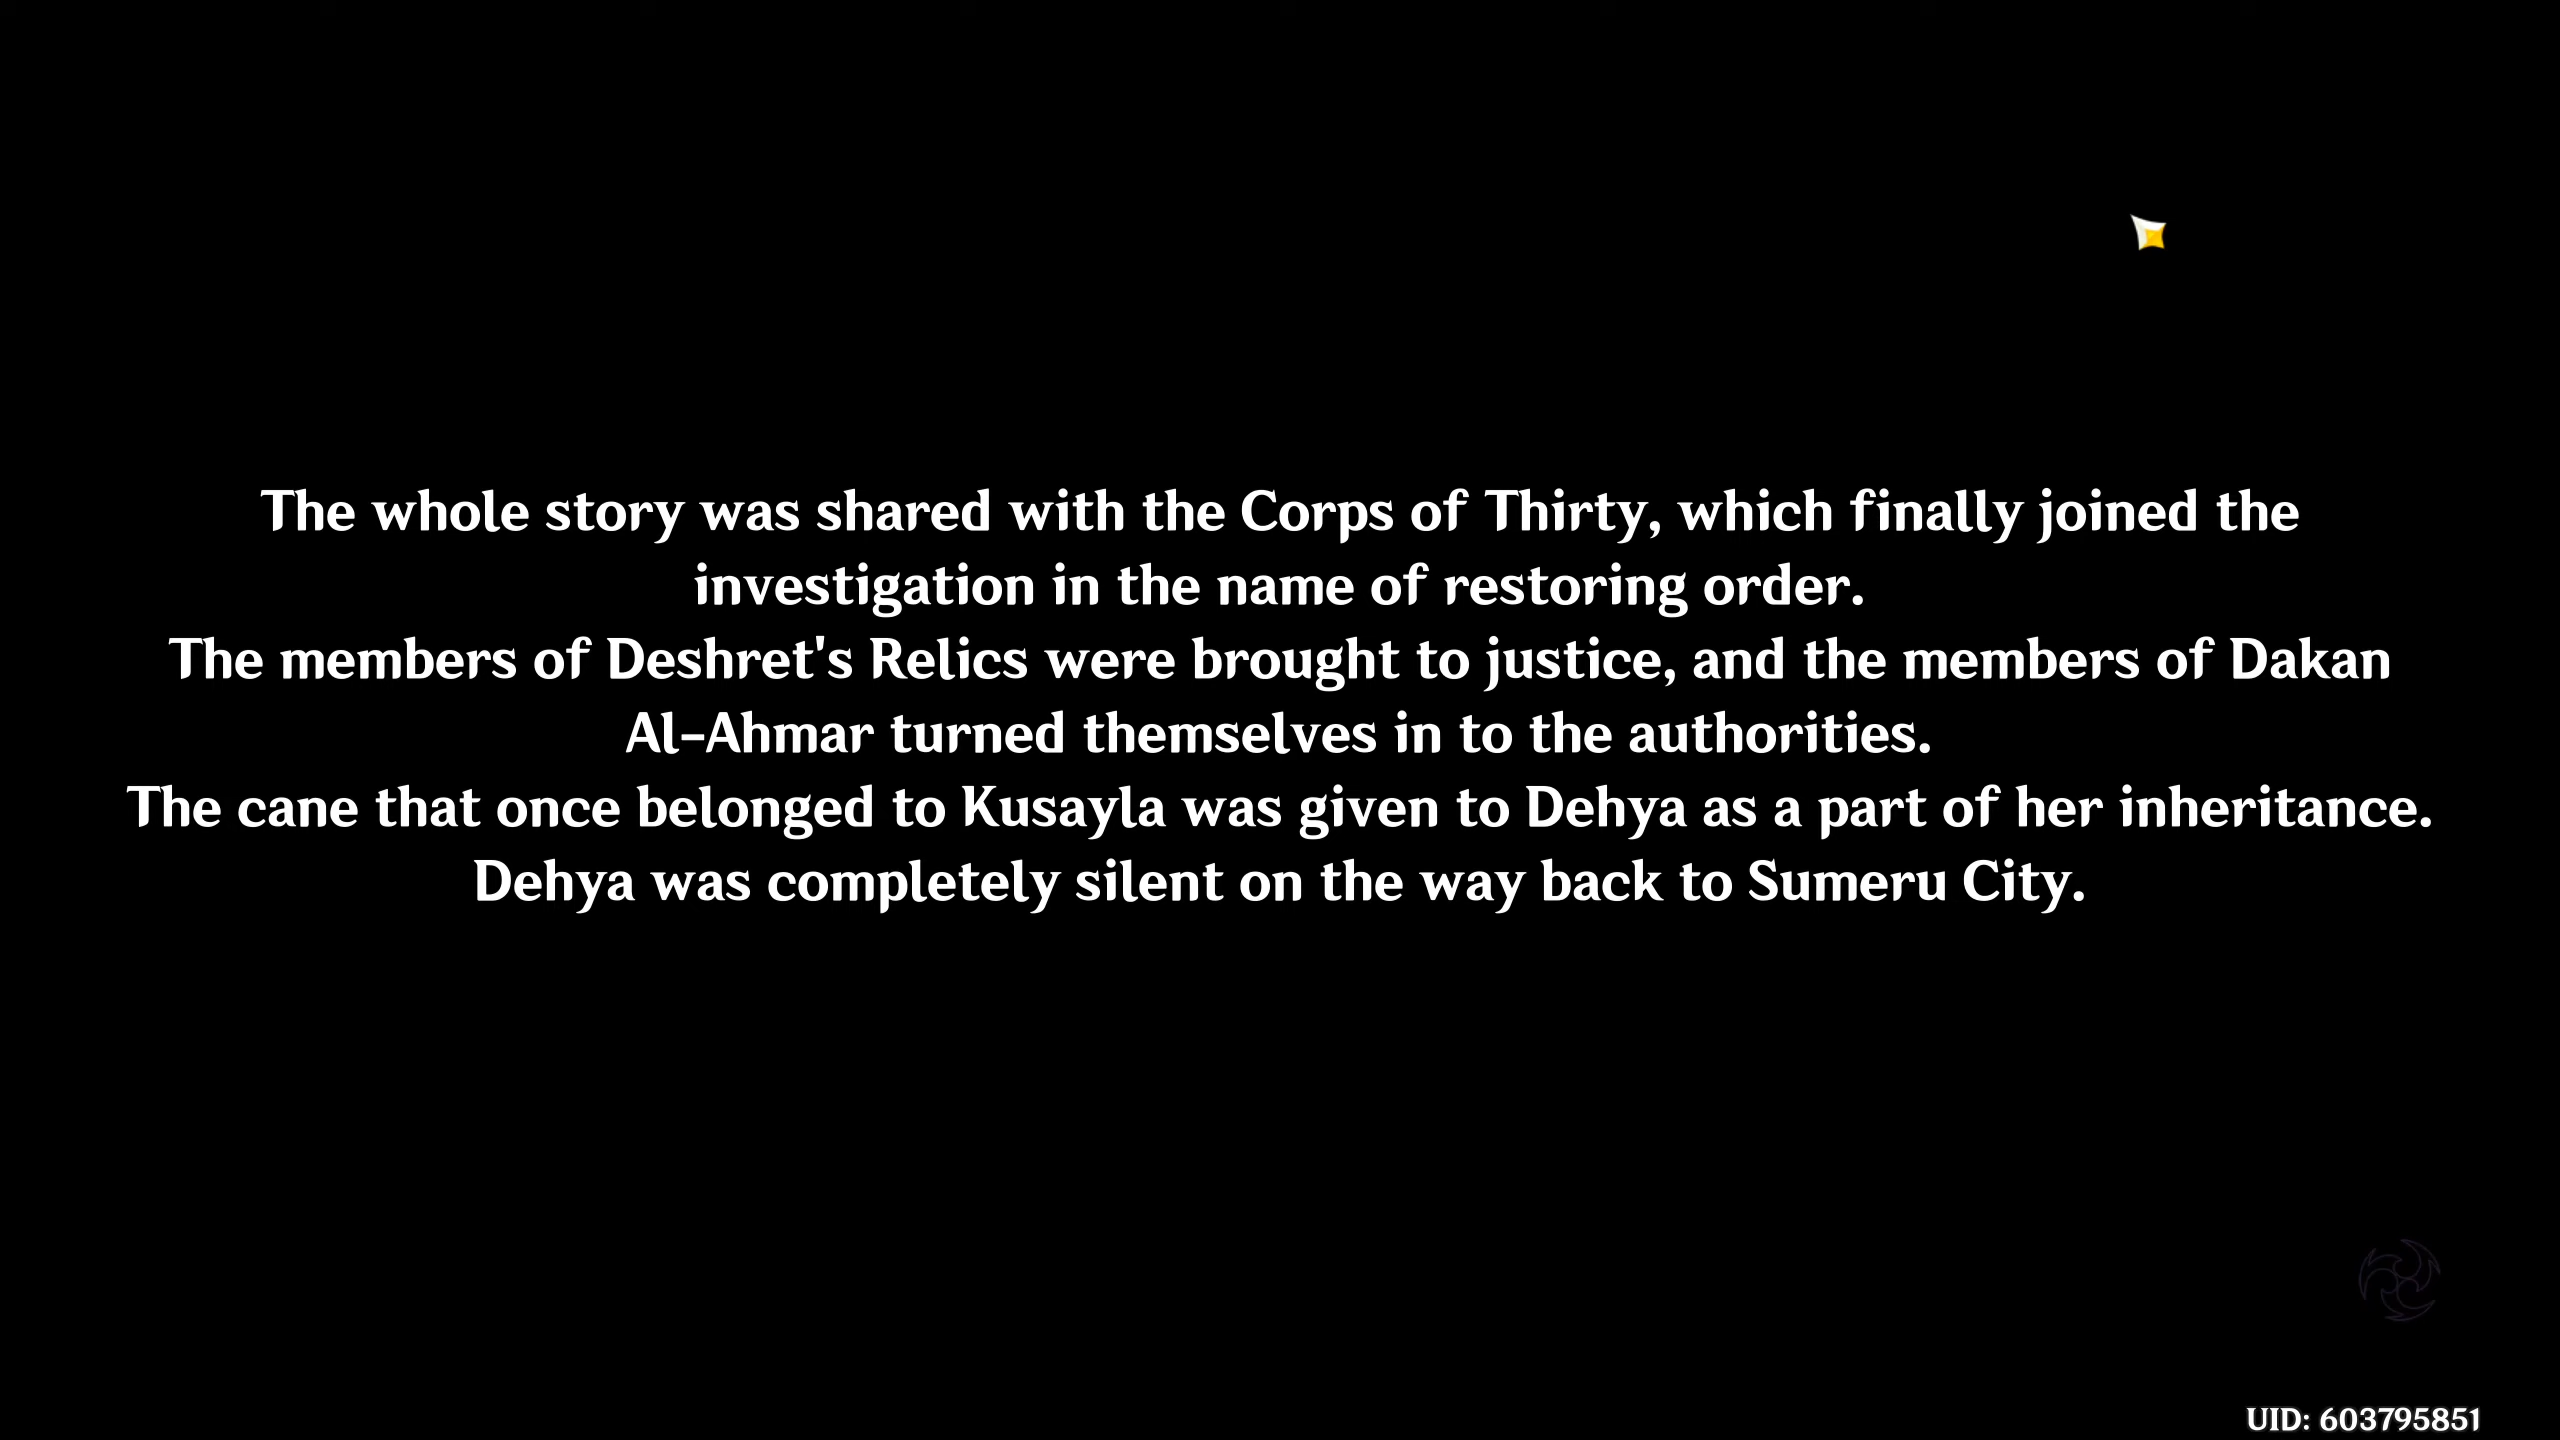 The whole story was shared with the Corps of Thirty, which finally joined the
investigation in the name of restoring order.
The members of Deshret's Relics were brought to justice, and the members of Dakan
Al-Ahmar turned themselves in to the authorities.
The cane that once belonged to Kusayla was given to Dehya as a part of her inheritance.
Dehya was completely silent on the way back to Sumeru City.
UID: 603795851